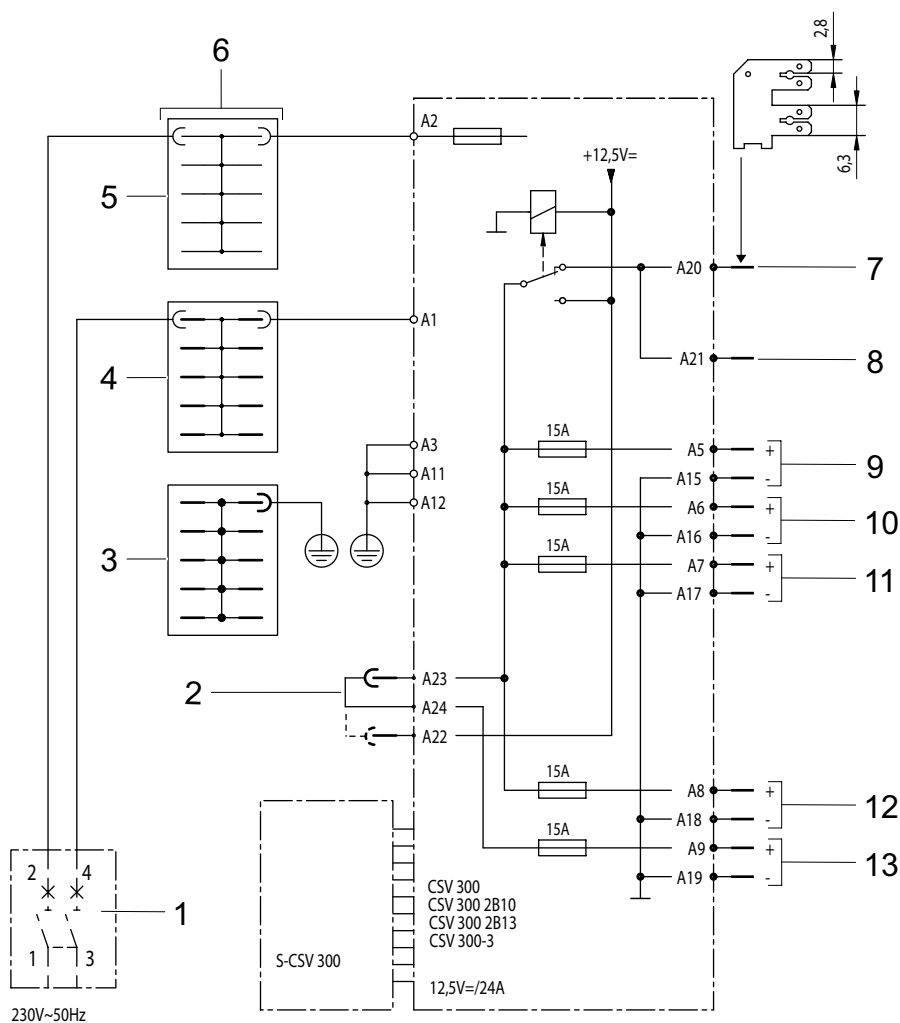 2,8
6
A2
+12,5V=
6,3
5
A20
7
A1
4
A21
8
15A
A3
A5
+
9
A11
A15
-
A12
15A
A6
+
10
3
A16
-
15A
A7
+
11
A17
-
A23
2
A24
A22
15A
A8
+
12
A18
-
15A
A9
+
13
A19
-
2
4
CSV 300
CSV 300 2B10
CSV 300 2B13
CSV 300-3
1
1
3
S-CSV 300
12,5V=/24A
230V~50Hz